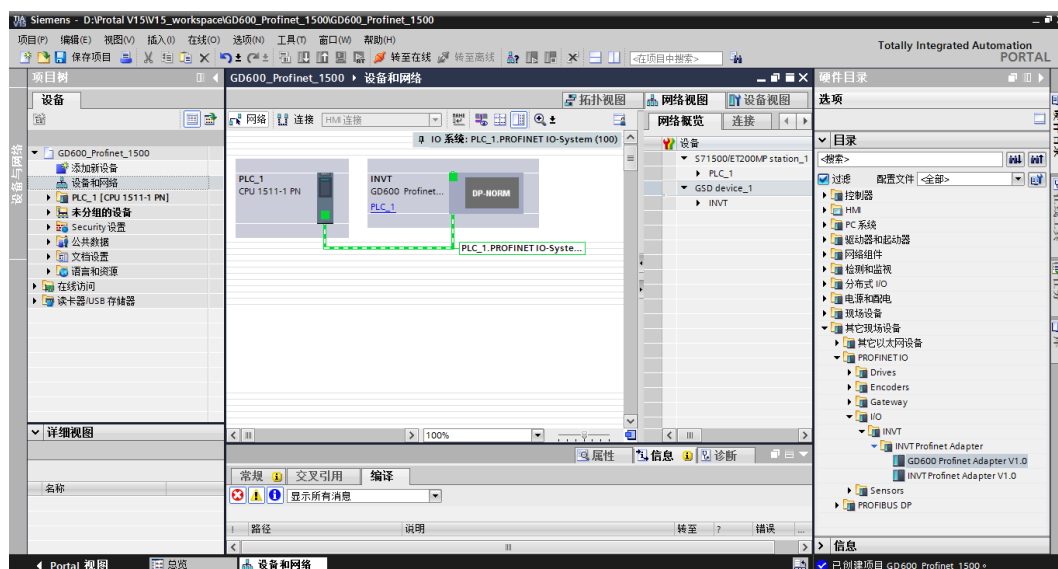 Siemens - D:\Protal V15\V15_workspace\GD600_Profinet_1500\GD600_Profinet_1500
项目(P) 编辑(E) 视图(V) 插入(I) 在线(O) 选项(N) 工具(T) 窗口(W) 帮助(H)
Totally Integrated Automation
PORTAL
保存项目 转至在线 转至离线 <在项目中搜索>
项目树
设备
设备与网络
GD600_Profinet_1500
添加新设备
设备和网络
PLC_1 [CPU 1511-1 PN]
未分组的设备
Security 设置
公共数据
文档设置
语言和资源
在线访问
读卡器/USB 存储器
详细视图
名称
GD600_Profinet_1500 设备和网络
拓扑视图 网络视图 设备视图
网络 连接 HMI 连接
IO 系统: PLC_1.PROFINET IO-System (100)
PLC_1
CPU 1511-1 PN
INVT
GD600 Profinet...
PLC_1
DP-NORM
PLC_1.PROFINET IO-Syste...
100%
网络概览 连接
设备
S71500/ET200MP station_1
PLC_1
GSD device_1
INVT
属性 信息 诊断
常规 交叉引用 编译
显示所有消息
! 路径 说明 转至 ? 错误 ...
硬件目录
选项
目录
<搜索>
过滤 配置文件 <全部>
控制器
HMI
PC 系统
驱动器和起动器
网络组件
检测和监视
分布式 I/O
电源和配电
现场设备
其它现场设备
其它以太网设备
PROFINET IO
Drives
Encoders
Gateway
I/O
INVT
INVT Profinet Adapter
GD600 Profinet Adapter V1.0
INVT Profinet Adapter V1.0
Sensors
PROFIBUS DP
信息
Portal 视图 总览 设备和网络
已创建项目 GD600_Profinet_1500。